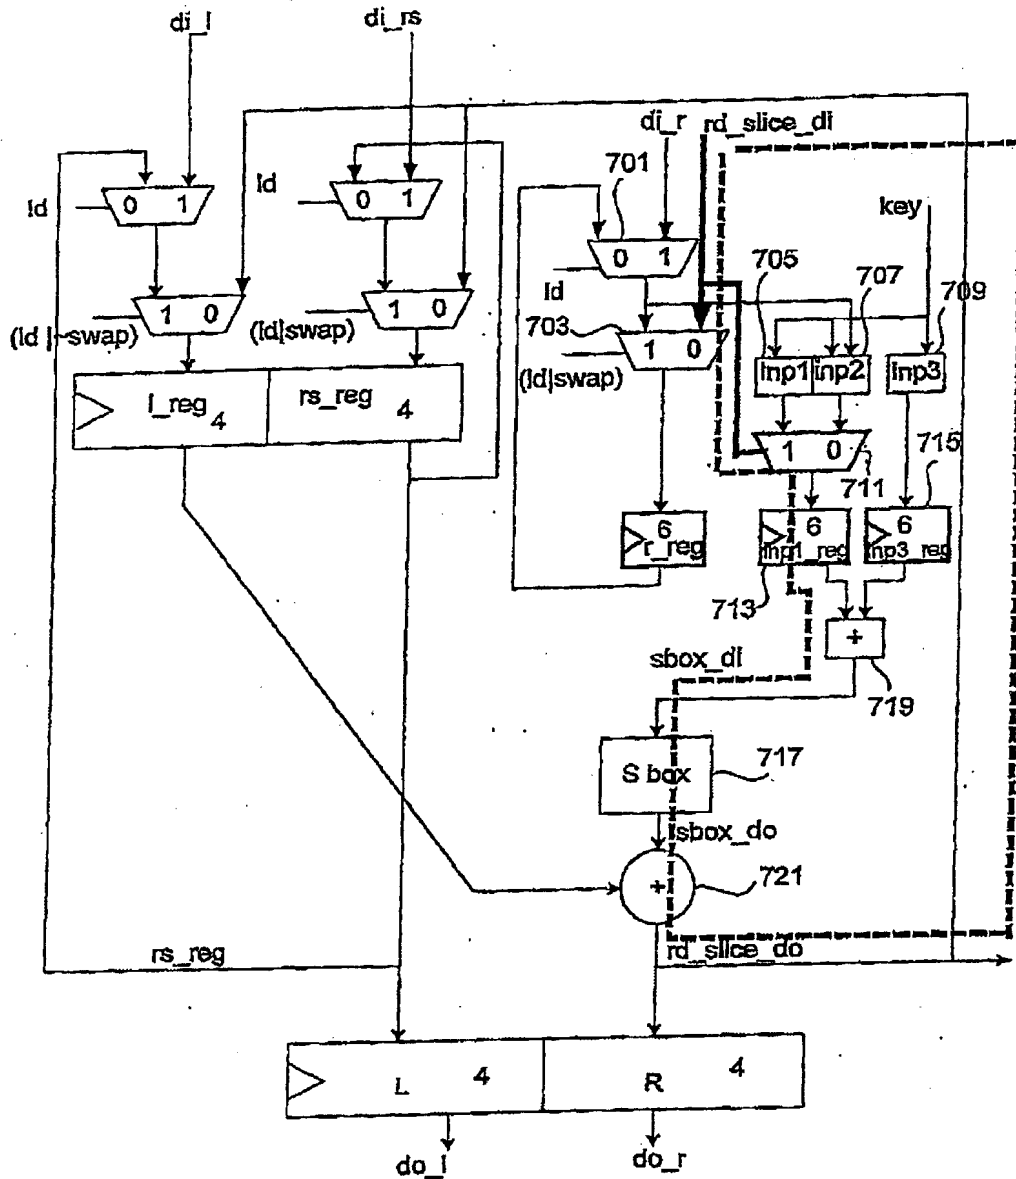 di_l
di_rs
di_r
rd_slice_di
701
ld
0 1
ld
0 1
key
0 1
705
707
709
ld
703
1 0
(ld | ~swap)
1 0
(ld|swap)
1 0
(ld|swap)
inp1
inp2
inp3
l_reg 4
rs_reg 4
1 0
711
715
6
r_reg
6
inp1_reg
6
inp3_reg
713
+
719
sbox_di
S box
717
sbox_do
+
721
rs_reg
rd_slice_do
L 4
R 4
do_l
do_r